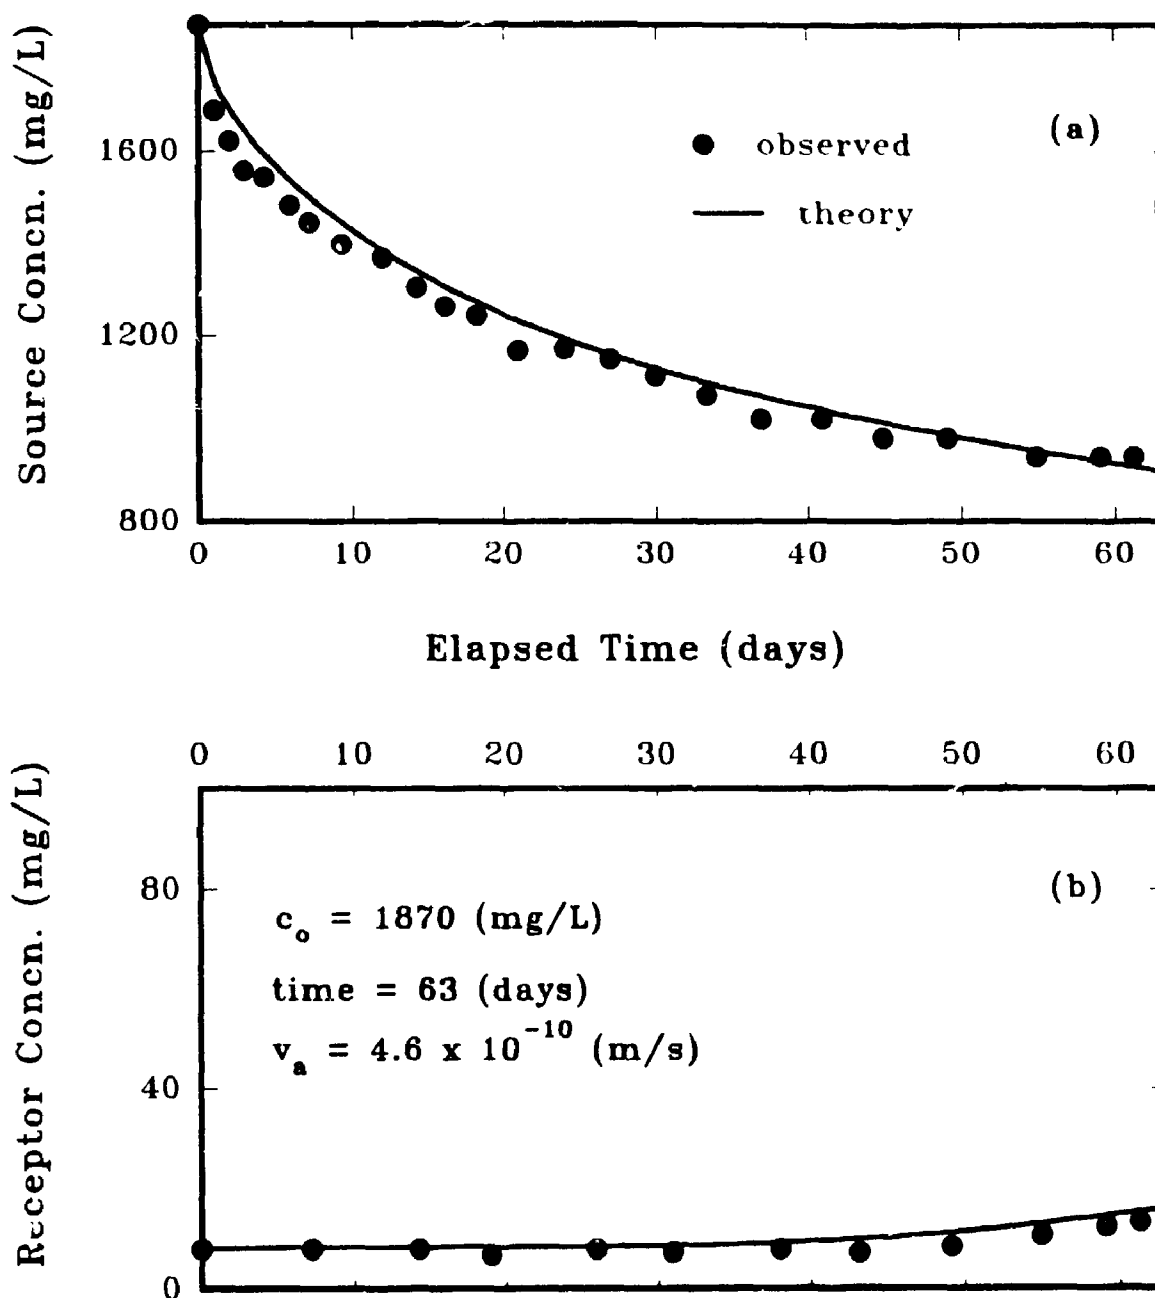 Source Concn. (mg/L)
1600
1200
800
(a)
observed
theory
0 10 20 30 40 50 60
Elapsed Time (days)
0 10 20 30 40 50 60
Receptor Concn. (mg/L)
80
40
0
(b)
c_o = 1870 (mg/L)
time = 63 (days)
v_a = 4.6 x 10^-10 (m/s)